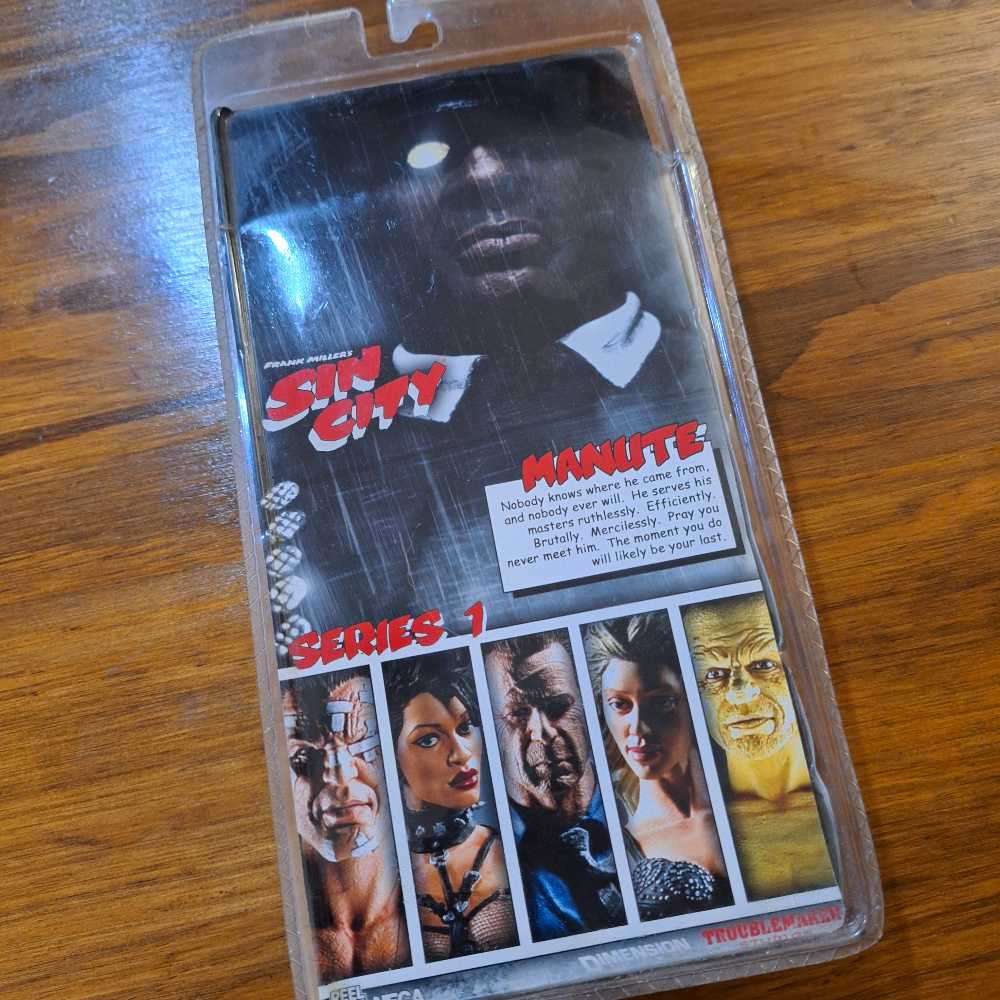 FRANK MILLER'S
SIN
CITY
MANUTE
Nobody knows where he came from,
and nobody ever will. He serves his
masters ruthlessly. Efficiently.
Brutally. Mercilessly. Pray you
never meet him. The moment you do
will likely be your last.
SERIES 1
DIMENSION
TROUBLEMAKER
REEL
NECA